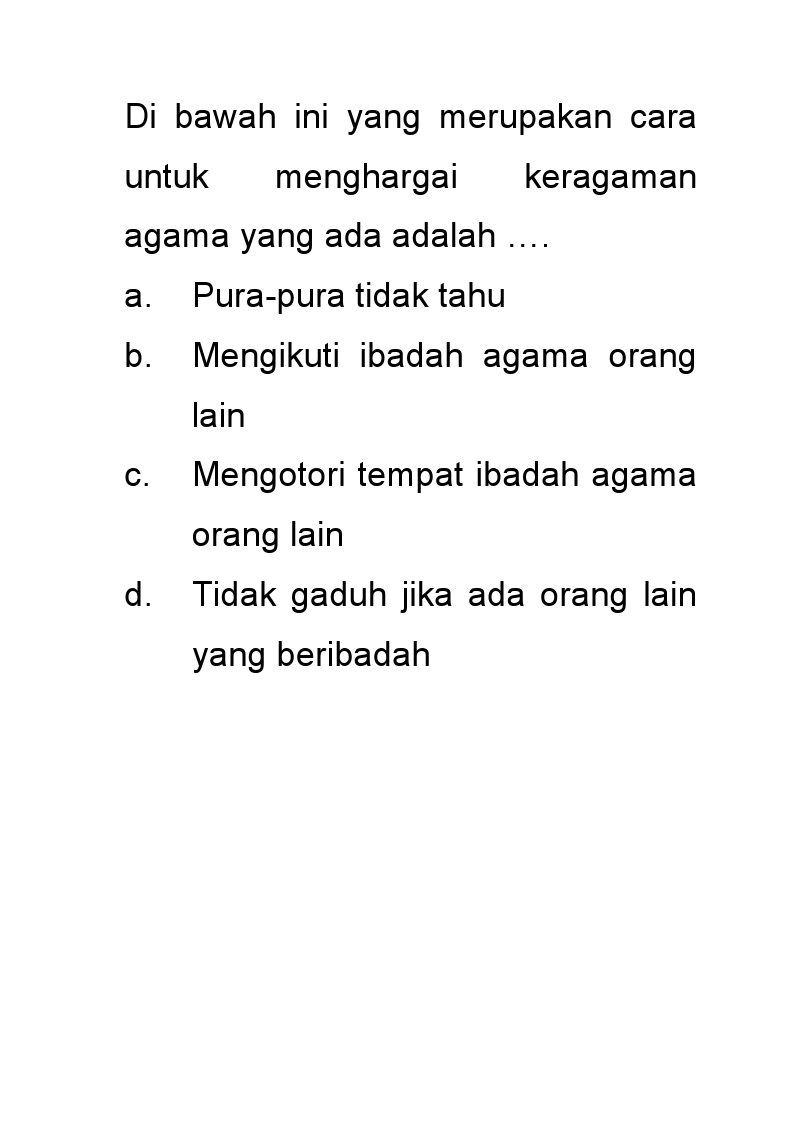 Di bawah ini yang merupakan cara
untuk menghargai keragaman
agama yang ada adalah ….
a. Pura-pura tidak tahu
b. Mengikuti ibadah agama orang
lain
c. Mengotori tempat ibadah agama
orang lain
d. Tidak gaduh jika ada orang lain
yang beribadah